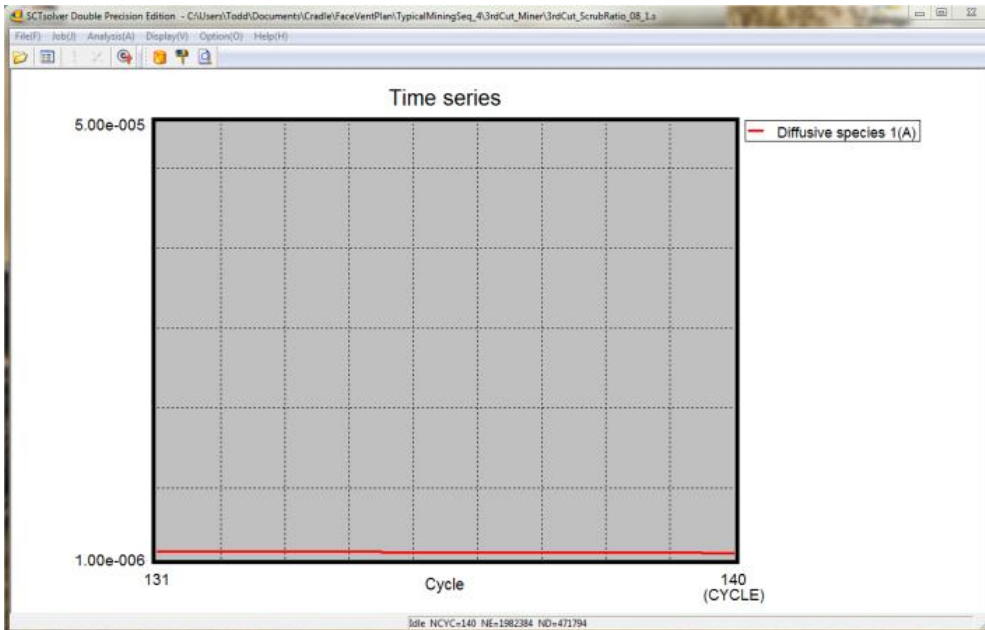 SCTsolver Double Precision Edition - C:\Users\Todd\Documents\Cradle\FaceVentPlan\TypicalMiningSeq_4\3rdCut_Miner\3rdCut_ScrubRatio_08_1.s
File(F) Job(J) Analysis(A) Display(V) Option(O) Help(H)
Time series
5.00e-005
Diffusive species 1(A)
1.00e-006
131
Cycle
140
(CYCLE)
Idle NCYC=140 NE=1982384 ND=471794